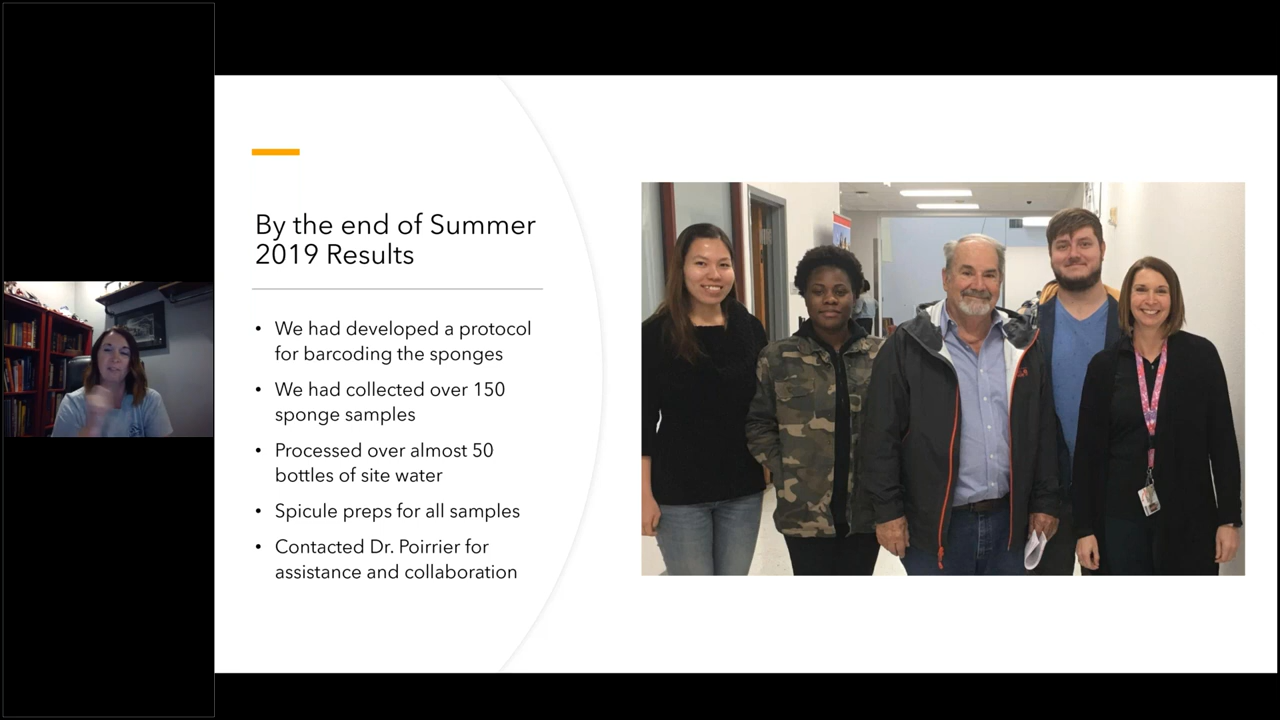 By the end of Summer
2019 Results
• We had developed a protocol
for barcoding the sponges
• We had collected over 150
sponge samples
• Processed over almost 50
bottles of site water
• Spicule preps for all samples
• Contacted Dr. Poirrier for
assistance and collaboration